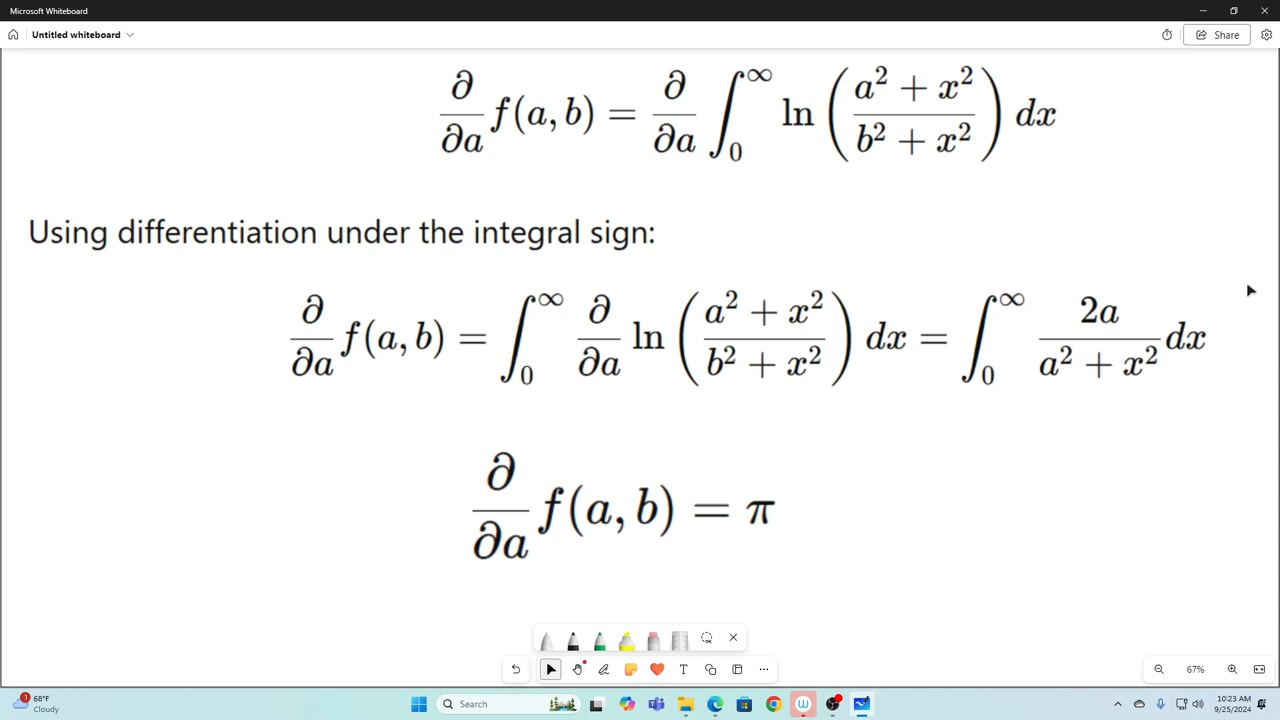 Microsoft Whiteboard
Untitled whiteboard
Share
∂/∂a f(a, b) = ∂/∂a ∫₀^∞ ln((a² + x²)/(b² + x²)) dx
Using differentiation under the integral sign:
∂/∂a f(a, b) = ∫₀^∞ ∂/∂a ln((a² + x²)/(b² + x²)) dx = ∫₀^∞ 2a/(a² + x²) dx
∂/∂a f(a, b) = π
67%
1
68°F
Cloudy
Search
10:23 AM
9/25/2024